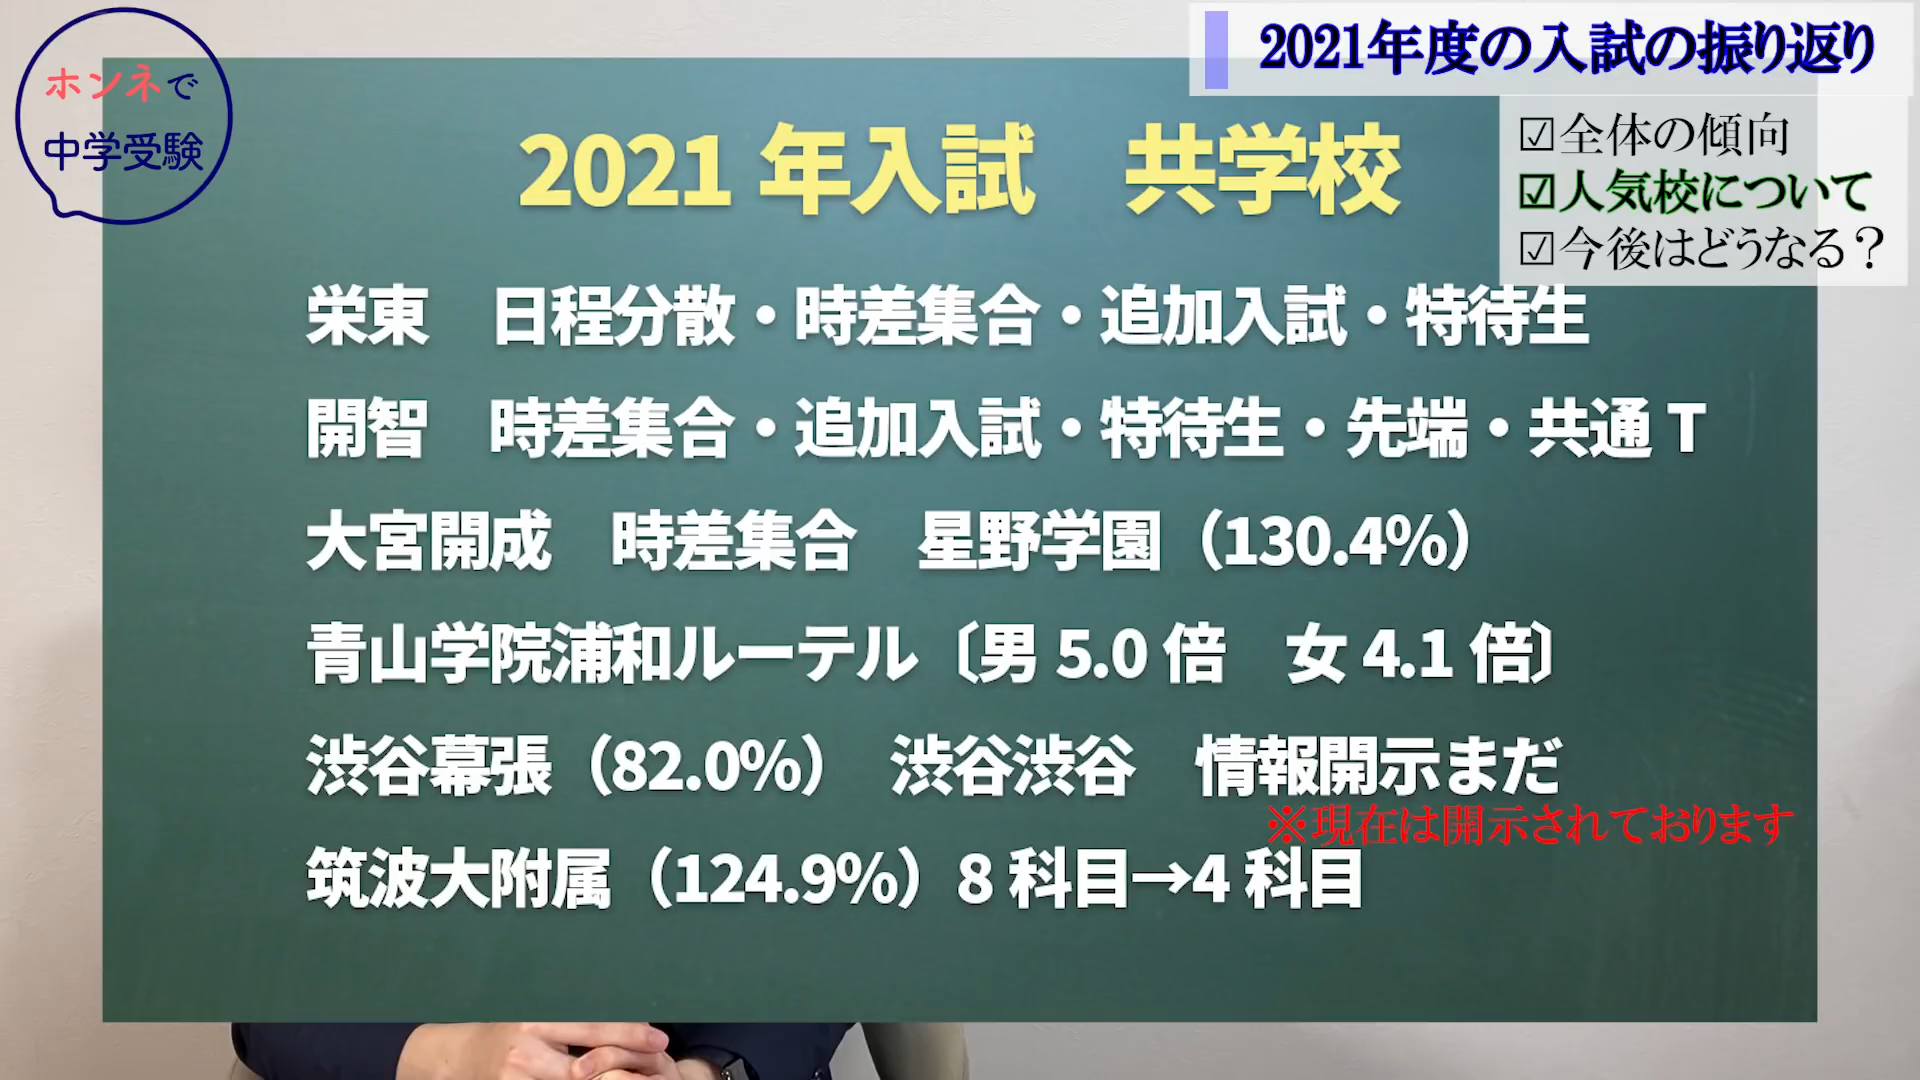 ホンネで
中学受験
2021年度の入試の振り返り
☑全体の傾向
☑人気校について
☑今後はどうなる？
2021 年入試　共学校
栄東　日程分散・時差集合・追加入試・特待生
開智　時差集合・追加入試・特待生・先端・共通 T
大宮開成　時差集合　星野学園（130.4%）
青山学院浦和ルーテル〔男 5.0 倍　女 4.1 倍〕
渋谷幕張（82.0%）　渋谷渋谷　情報開示まだ
※現在は開示されております
筑波大附属（124.9%）8 科目→4 科目